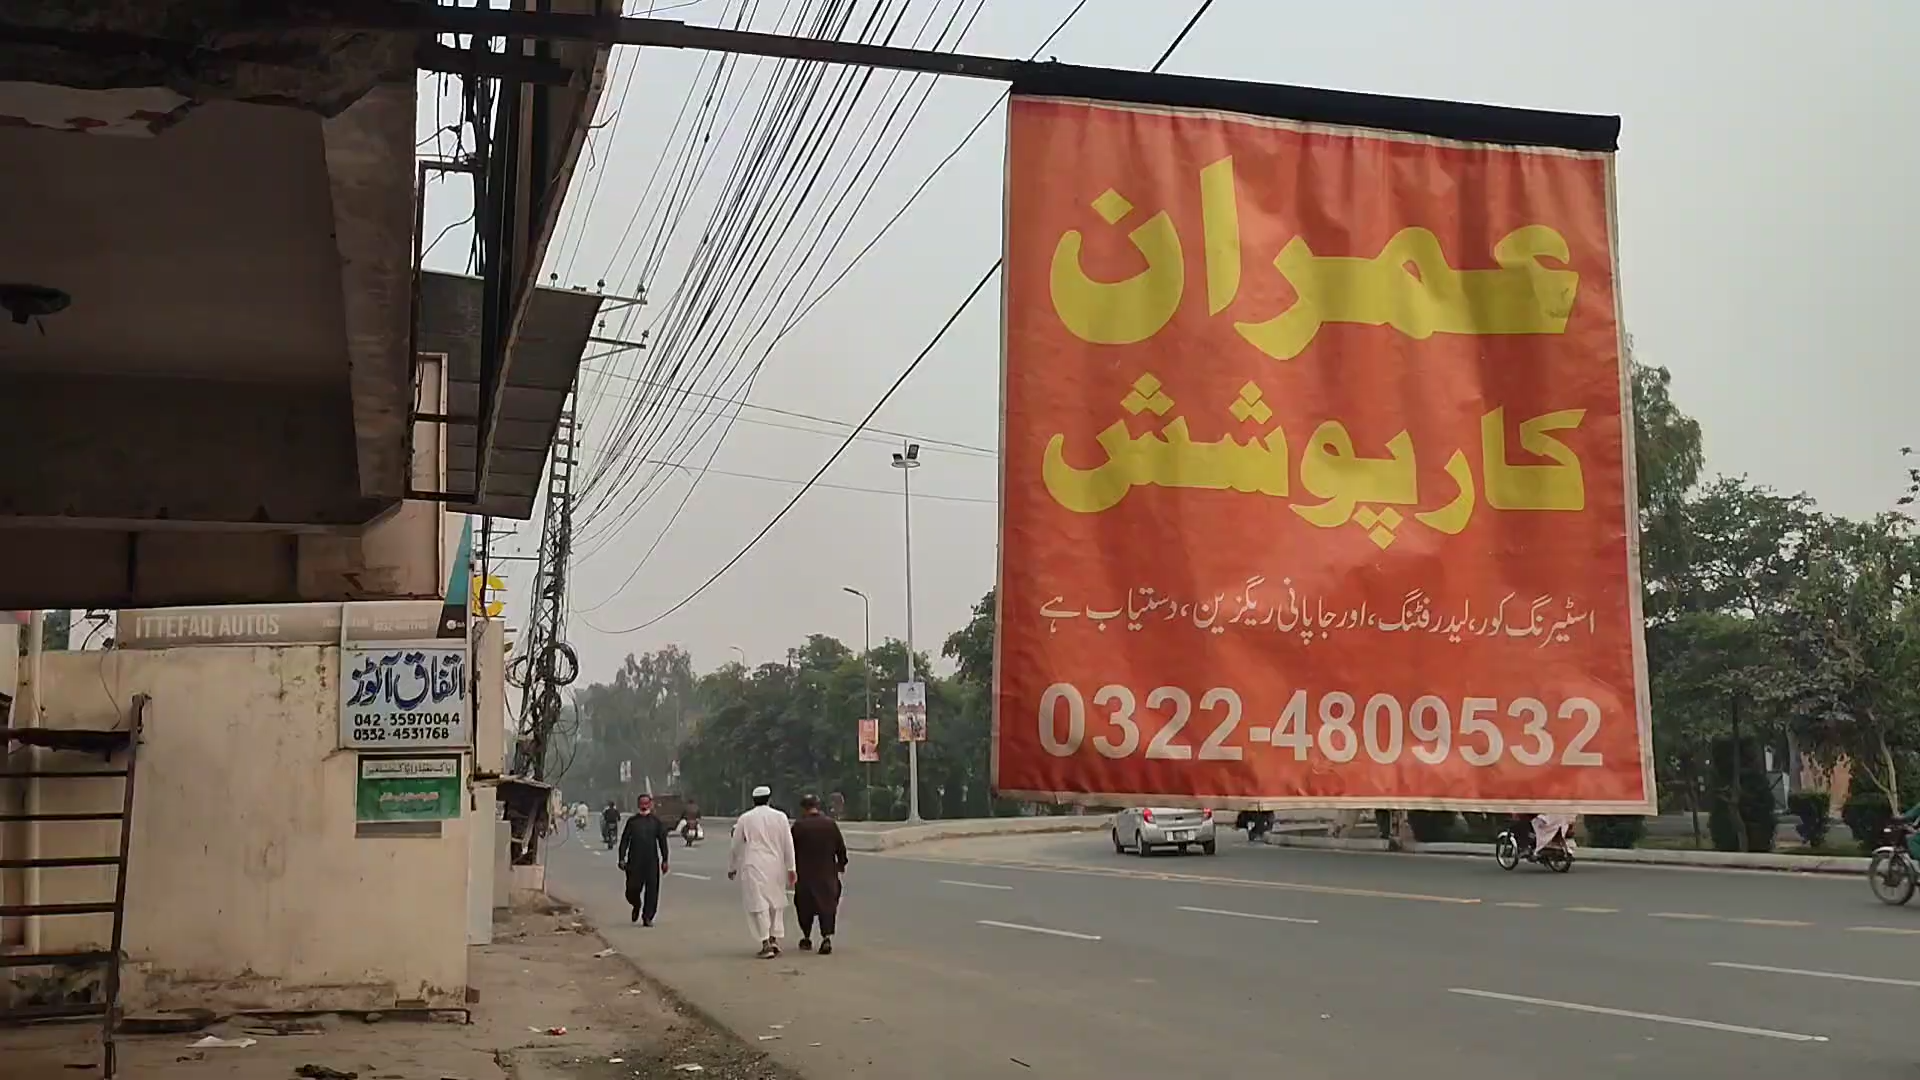 عمران
کارپوشش
اسٹیرنگ کور، لیدر فٹنگ، اور جاپانی ریگزین، دستیاب ہے
0322-4809532
ITTEFAQ AUTOS
اتفاق آٹوز
042-35970044
0332-4531768